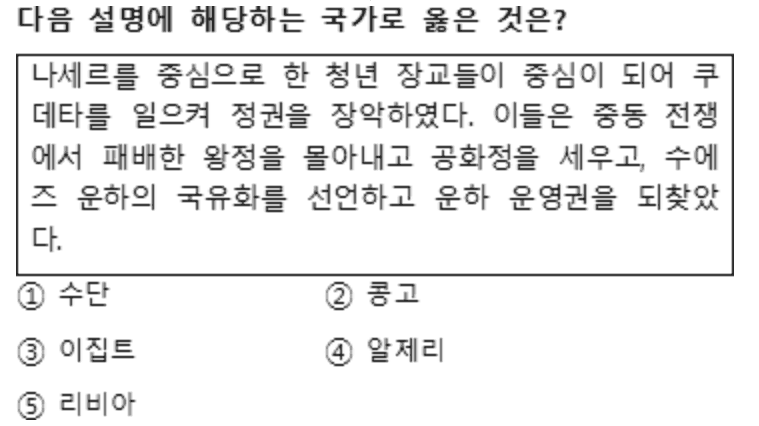 다음 설명에 해당하는 국가로 옳은 것은?
나세르를 중심으로 한 청년 장교들이 중심이 되어 쿠
데타를 일으켜 정권을 장악하였다. 이들은 중동 전쟁
에서 패배한 왕정을 몰아내고 공화정을 세우고, 수에
즈 운하의 국유화를 선언하고 운하 운영권을 되찾았
다.
① 수단 ② 콩고
③ 이집트 ④ 알제리
⑤ 리비아